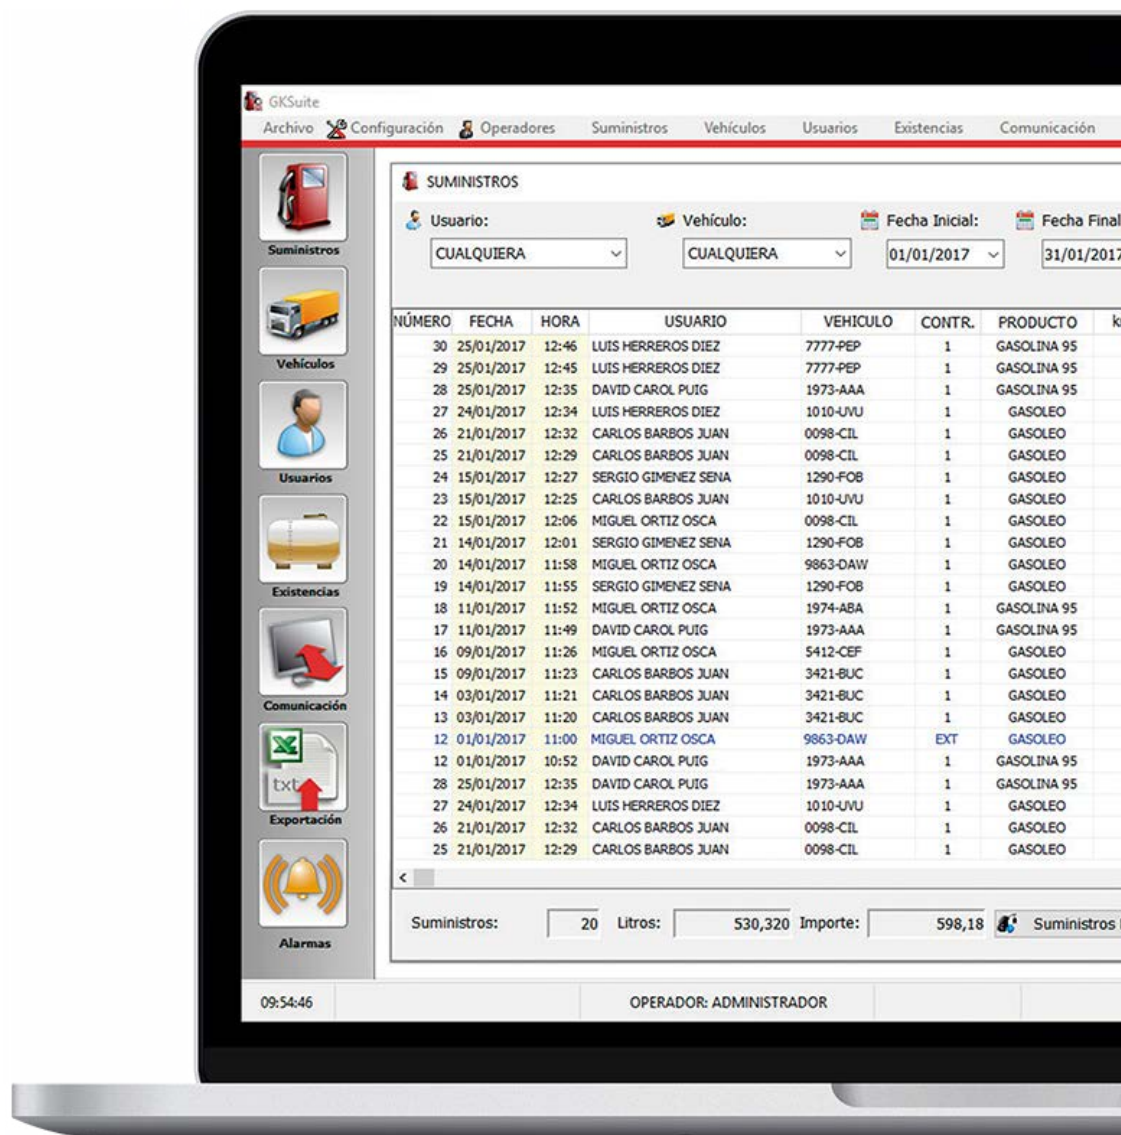 GKSuite
Archivo Configuración Operadores Suministros Vehículos Usuarios Existencias Comunicación
Suministros
Vehículos
Usuarios
Existencias
Comunicación
txt
Exportación
Alarmas
SUMINISTROS
Usuario: Vehículo: Fecha Inicial: Fecha Final
CUALQUIERA CUALQUIERA 01/01/2017 31/01/2017
NÚMERO FECHA HORA USUARIO VEHICULO CONTR. PRODUCTO k
30 25/01/2017 12:46 LUIS HERREROS DIEZ 7777-PEP 1 GASOLINA 95
29 25/01/2017 12:45 LUIS HERREROS DIEZ 7777-PEP 1 GASOLINA 95
28 25/01/2017 12:35 DAVID CAROL PUIG 1973-AAA 1 GASOLINA 95
27 24/01/2017 12:34 LUIS HERREROS DIEZ 1010-UVU 1 GASOLEO
26 21/01/2017 12:32 CARLOS BARBOS JUAN 0098-CIL 1 GASOLEO
25 21/01/2017 12:29 CARLOS BARBOS JUAN 0098-CIL 1 GASOLEO
24 15/01/2017 12:27 SERGIO GIMENEZ SENA 1290-FOB 1 GASOLEO
23 15/01/2017 12:25 CARLOS BARBOS JUAN 1010-UVU 1 GASOLEO
22 15/01/2017 12:06 MIGUEL ORTIZ OSCA 0098-CIL 1 GASOLEO
21 14/01/2017 12:01 SERGIO GIMENEZ SENA 1290-FOB 1 GASOLEO
20 14/01/2017 11:58 MIGUEL ORTIZ OSCA 9863-DAW 1 GASOLEO
19 14/01/2017 11:55 SERGIO GIMENEZ SENA 1290-FOB 1 GASOLEO
18 11/01/2017 11:52 MIGUEL ORTIZ OSCA 1974-ABA 1 GASOLINA 95
17 11/01/2017 11:49 DAVID CAROL PUIG 1973-AAA 1 GASOLINA 95
16 09/01/2017 11:26 MIGUEL ORTIZ OSCA 5412-CEF 1 GASOLEO
15 09/01/2017 11:23 CARLOS BARBOS JUAN 3421-BUC 1 GASOLEO
14 03/01/2017 11:21 CARLOS BARBOS JUAN 3421-BUC 1 GASOLEO
13 03/01/2017 11:20 CARLOS BARBOS JUAN 3421-BUC 1 GASOLEO
12 01/01/2017 11:00 MIGUEL ORTIZ OSCA 9863-DAW EXT GASOLEO
12 01/01/2017 10:52 DAVID CAROL PUIG 1973-AAA 1 GASOLINA 95
28 25/01/2017 12:35 DAVID CAROL PUIG 1973-AAA 1 GASOLINA 95
27 24/01/2017 12:34 LUIS HERREROS DIEZ 1010-UVU 1 GASOLEO
26 21/01/2017 12:32 CARLOS BARBOS JUAN 0098-CIL 1 GASOLEO
25 21/01/2017 12:29 CARLOS BARBOS JUAN 0098-CIL 1 GASOLEO
Suministros: 20 Litros: 530,320 Importe: 598,18 Suministros
09:54:46 OPERADOR: ADMINISTRADOR